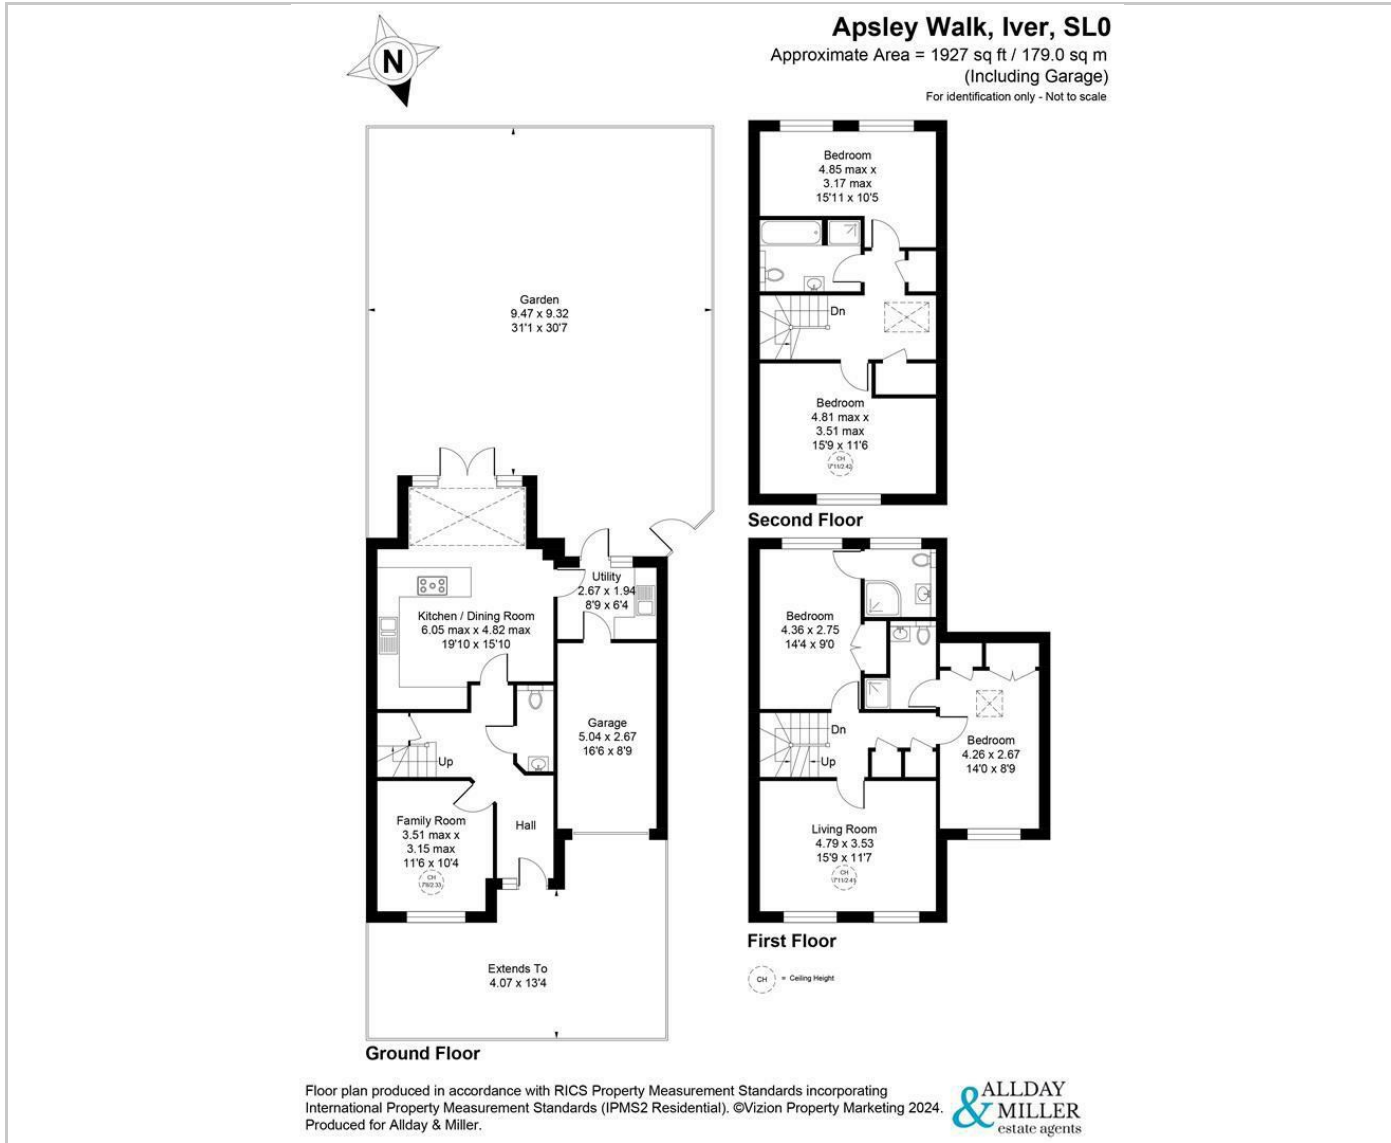 Apsley Walk, Iver, SL0
Approximate Area = 1927 sq ft / 179.0 sq m
(Including Garage)
For identification only - Not to scale
N
Garden
9.47 x 9.32
31'1 x 30'7
Utility
2.67 x 1.94
8'9 x 6'4
Kitchen / Dining Room
6.05 max x 4.82 max
19'10 x 15'10
Garage
5.04 x 2.67
16'6 x 8'9
Up
Family Room
3.51 max x
3.15 max
11'6 x 10'4
CH
Hall
Extends To
4.07 x 13'4
Ground Floor
Bedroom
4.85 max x
3.17 max
15'11 x 10'5
Dn
Bedroom
4.81 max x
3.51 max
15'9 x 11'6
CH
Second Floor
Bedroom
4.36 x 2.75
14'4 x 9'0
Dn
Up
Bedroom
4.26 x 2.67
14'0 x 8'9
Living Room
4.79 x 3.53
15'9 x 11'7
CH
First Floor
CH = Ceiling Height
Floor plan produced in accordance with RICS Property Measurement Standards incorporating
International Property Measurement Standards (IPMS2 Residential). ©Vizion Property Marketing 2024.
Produced for Allday & Miller.
ALLDAY
& MILLER
estate agents